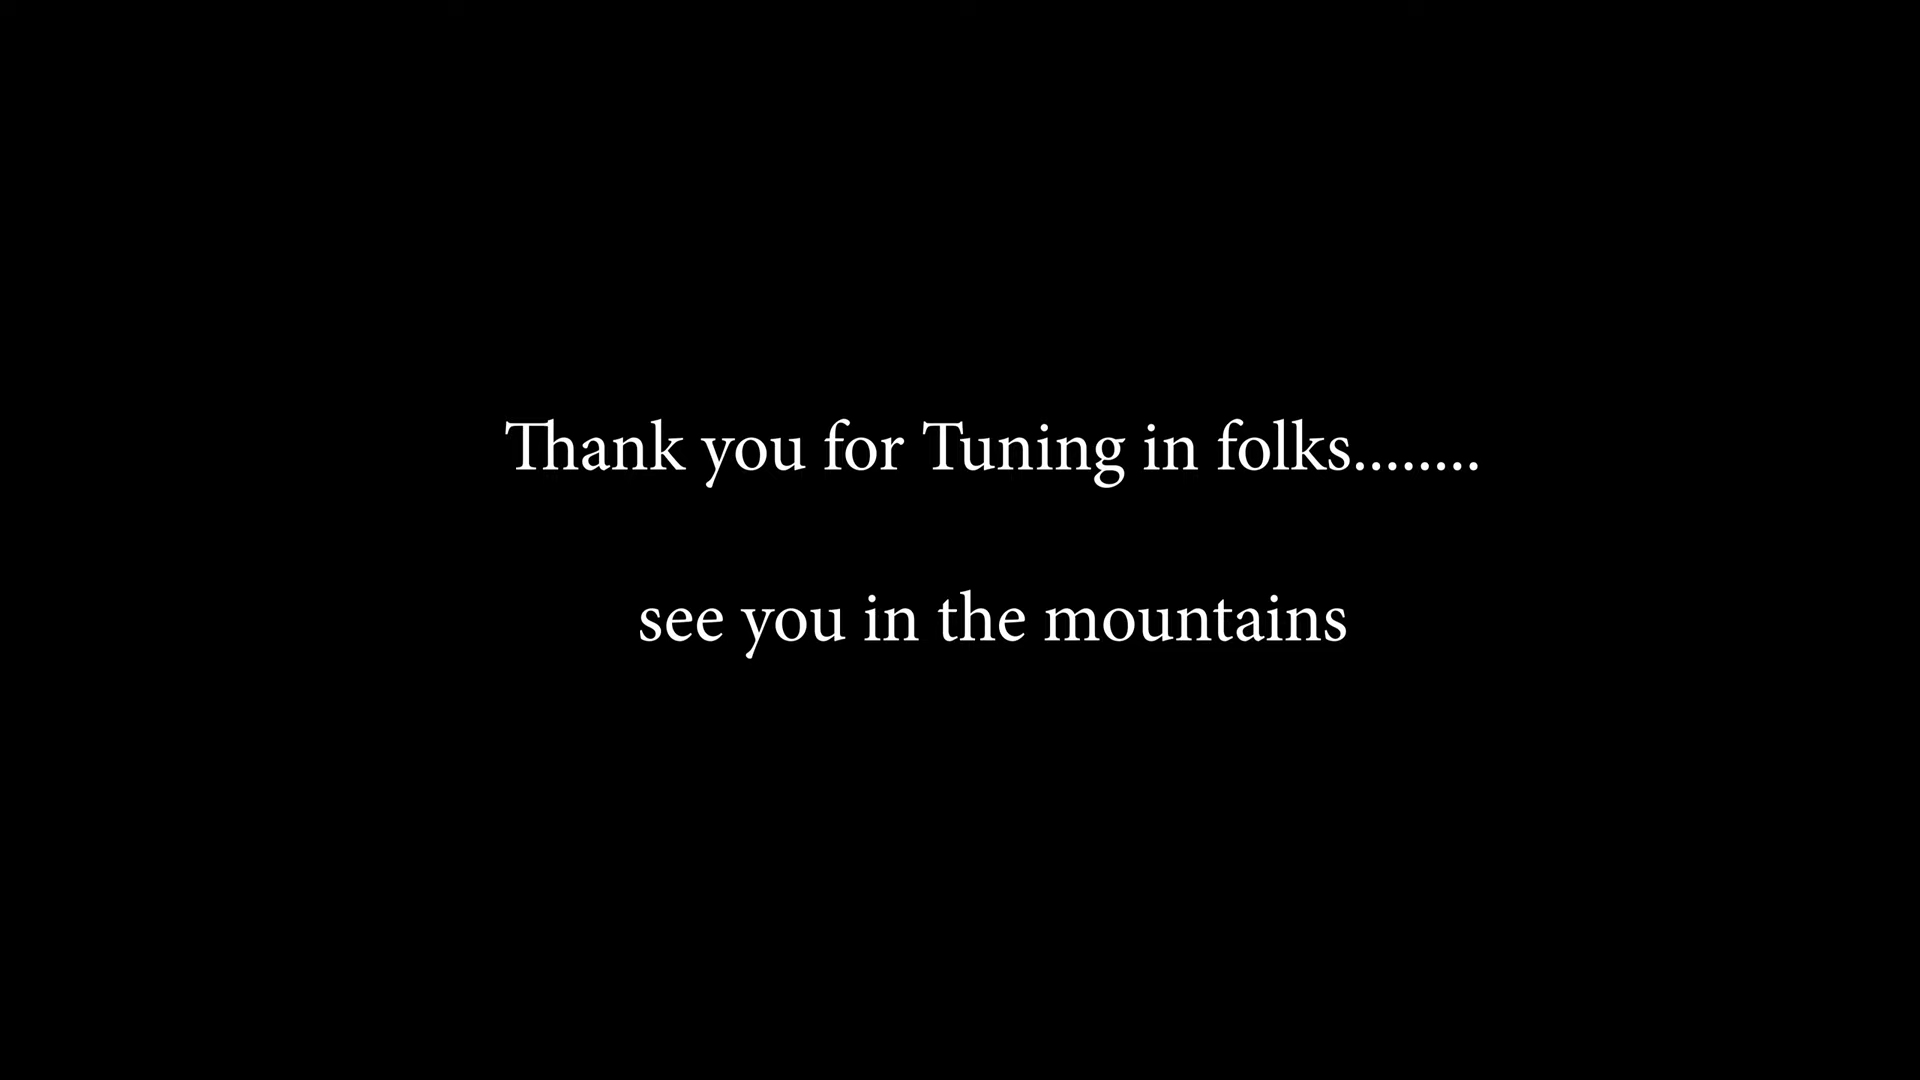 Thank you for Tuning in folks........
see you in the mountains